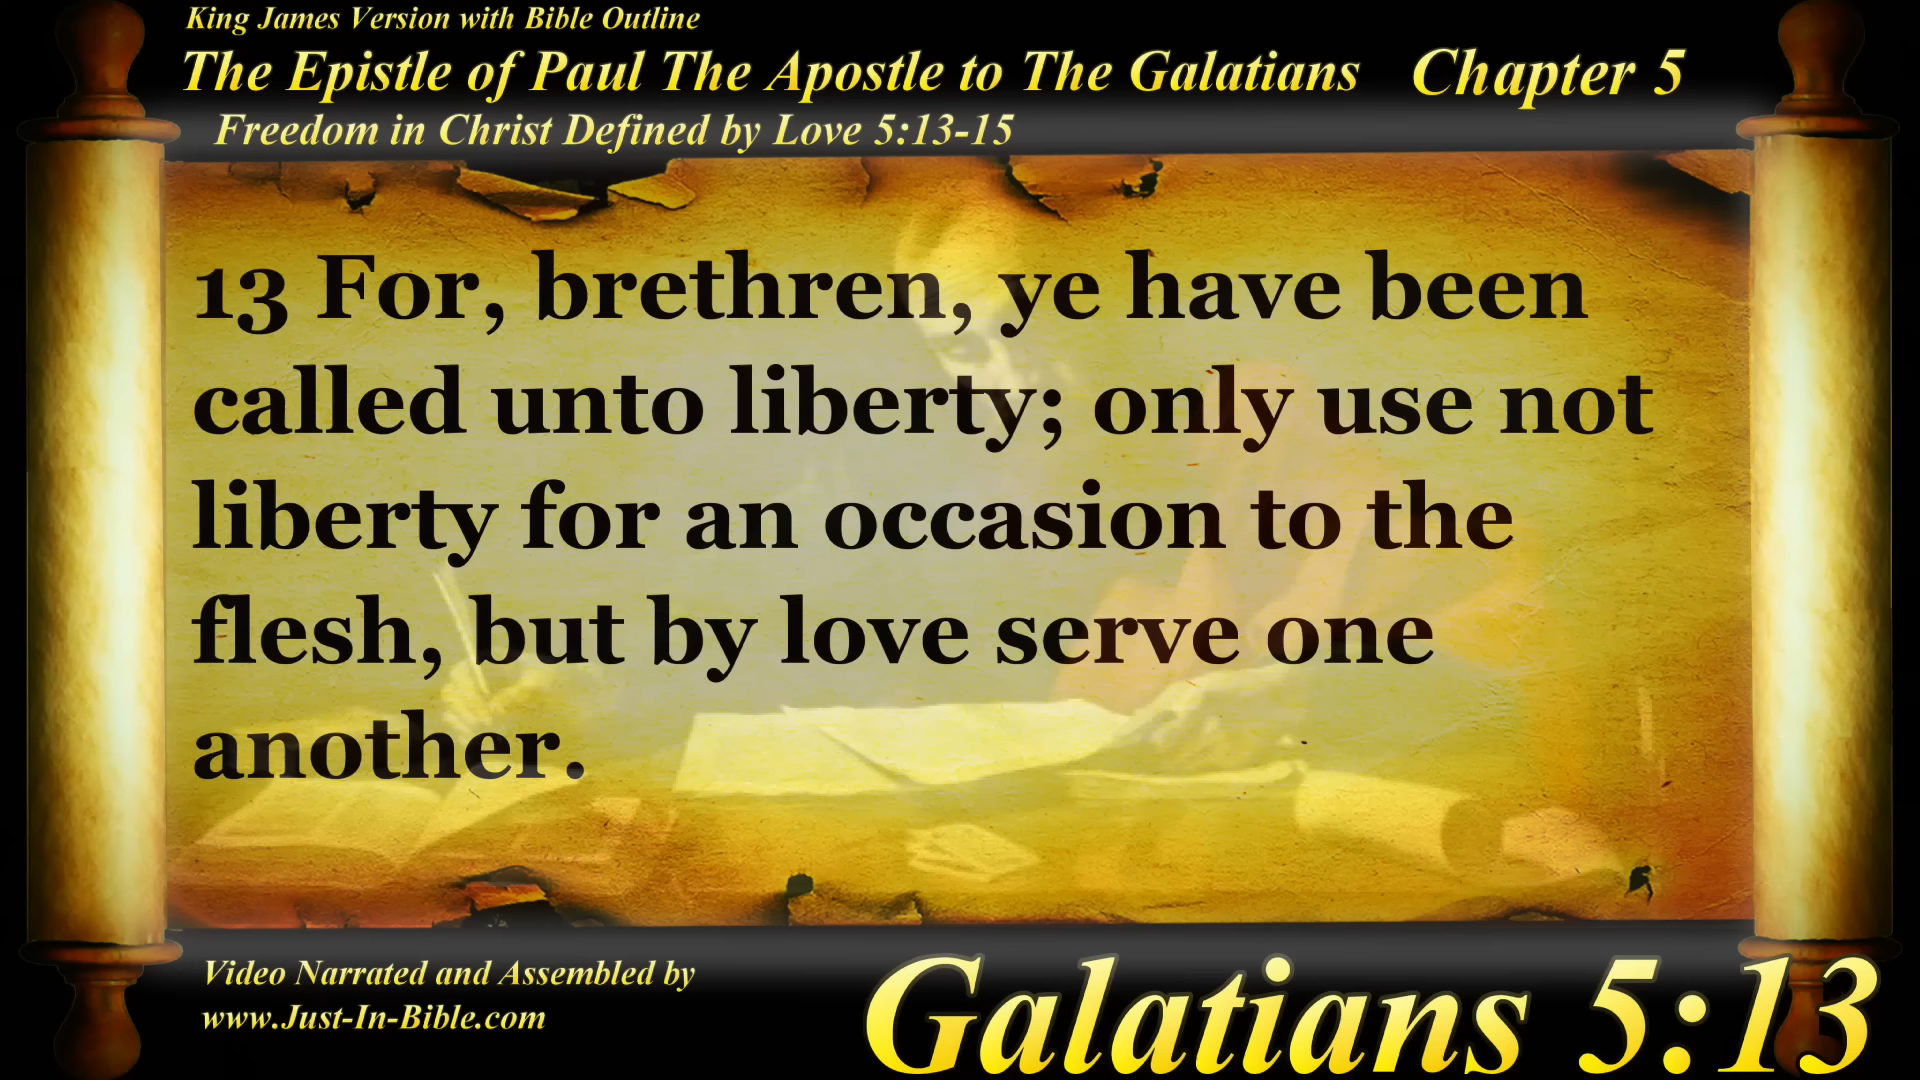 King James Version with Bible Outline
The Epistle of Paul The Apostle to The Galatians Chapter 5
Freedom in Christ Defined by Love 5:13-15
13 For, brethren, ye have been
called unto liberty; only use not
liberty for an occasion to the
flesh, but by love serve one
another.
Video Narrated and Assembled by
www.Just-In-Bible.com
Galatians 5:13